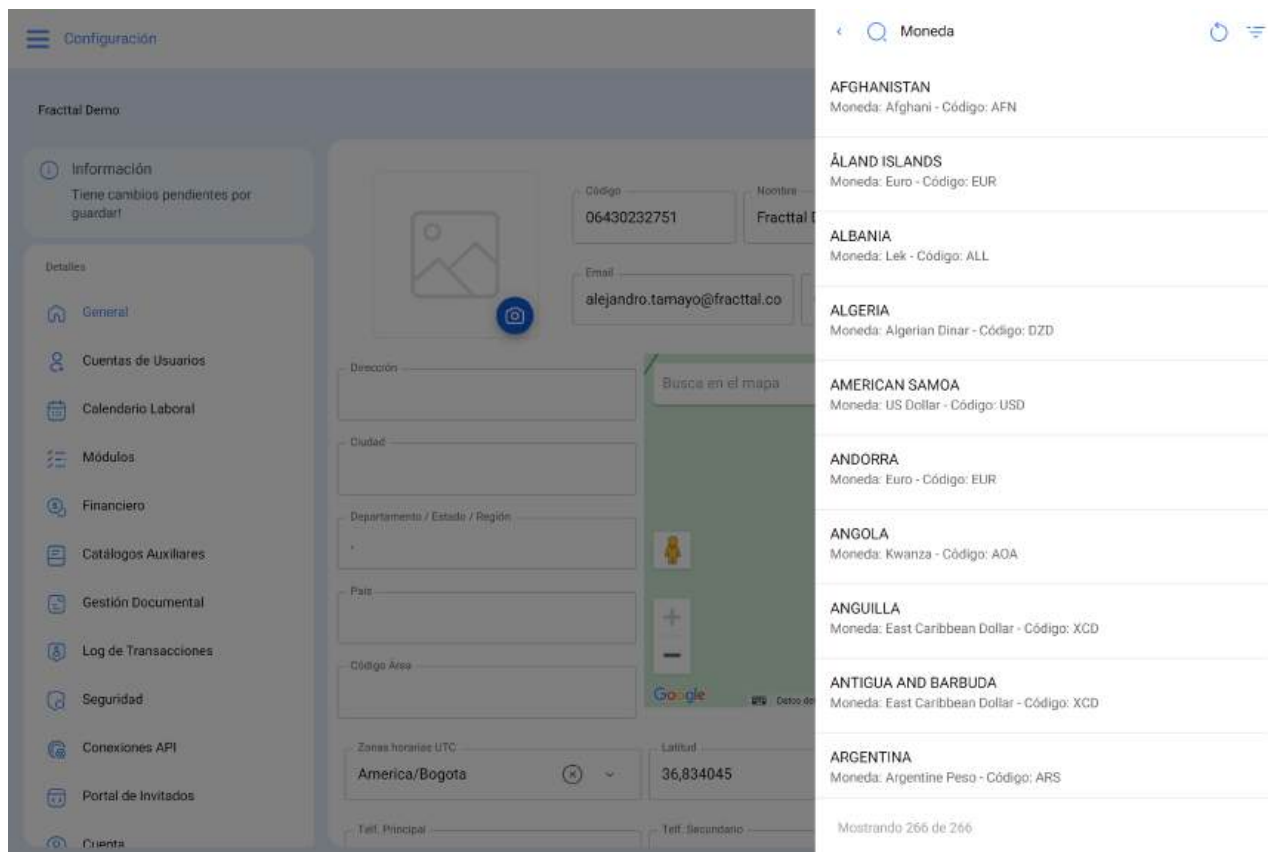 Configuración
Fracttal Demo
Información
Tiene cambios pendientes por
guardar!
Detalles
General
Cuentas de Usuarios
Calendario Laboral
Módulos
Financiero
Catálogos Auxiliares
Gestión Documental
Log de Transacciones
Seguridad
Conexiones API
Portal de Invitados
Cuenta
Código
06430232751
Nombre
Fracttal
Email
alejandro.tamayo@fracttal.co
Dirección
Ciudad
Departamento / Estado / Región
.
País
Código Área
Busca en el mapa
Google
Datos de
Zonas horarias UTC
America/Bogota
Latitud
36,834045
Telf. Principal
Telf. Secundario
Moneda
AFGHANISTAN
Moneda: Afghani - Código: AFN
ÅLAND ISLANDS
Moneda: Euro - Código: EUR
ALBANIA
Moneda: Lek - Código: ALL
ALGERIA
Moneda: Algerian Dinar - Código: DZD
AMERICAN SAMOA
Moneda: US Dollar - Código: USD
ANDORRA
Moneda: Euro - Código: EUR
ANGOLA
Moneda: Kwanza - Código: AOA
ANGUILLA
Moneda: East Caribbean Dollar - Código: XCD
ANTIGUA AND BARBUDA
Moneda: East Caribbean Dollar - Código: XCD
ARGENTINA
Moneda: Argentine Peso - Código: ARS
Mostrando 266 de 266